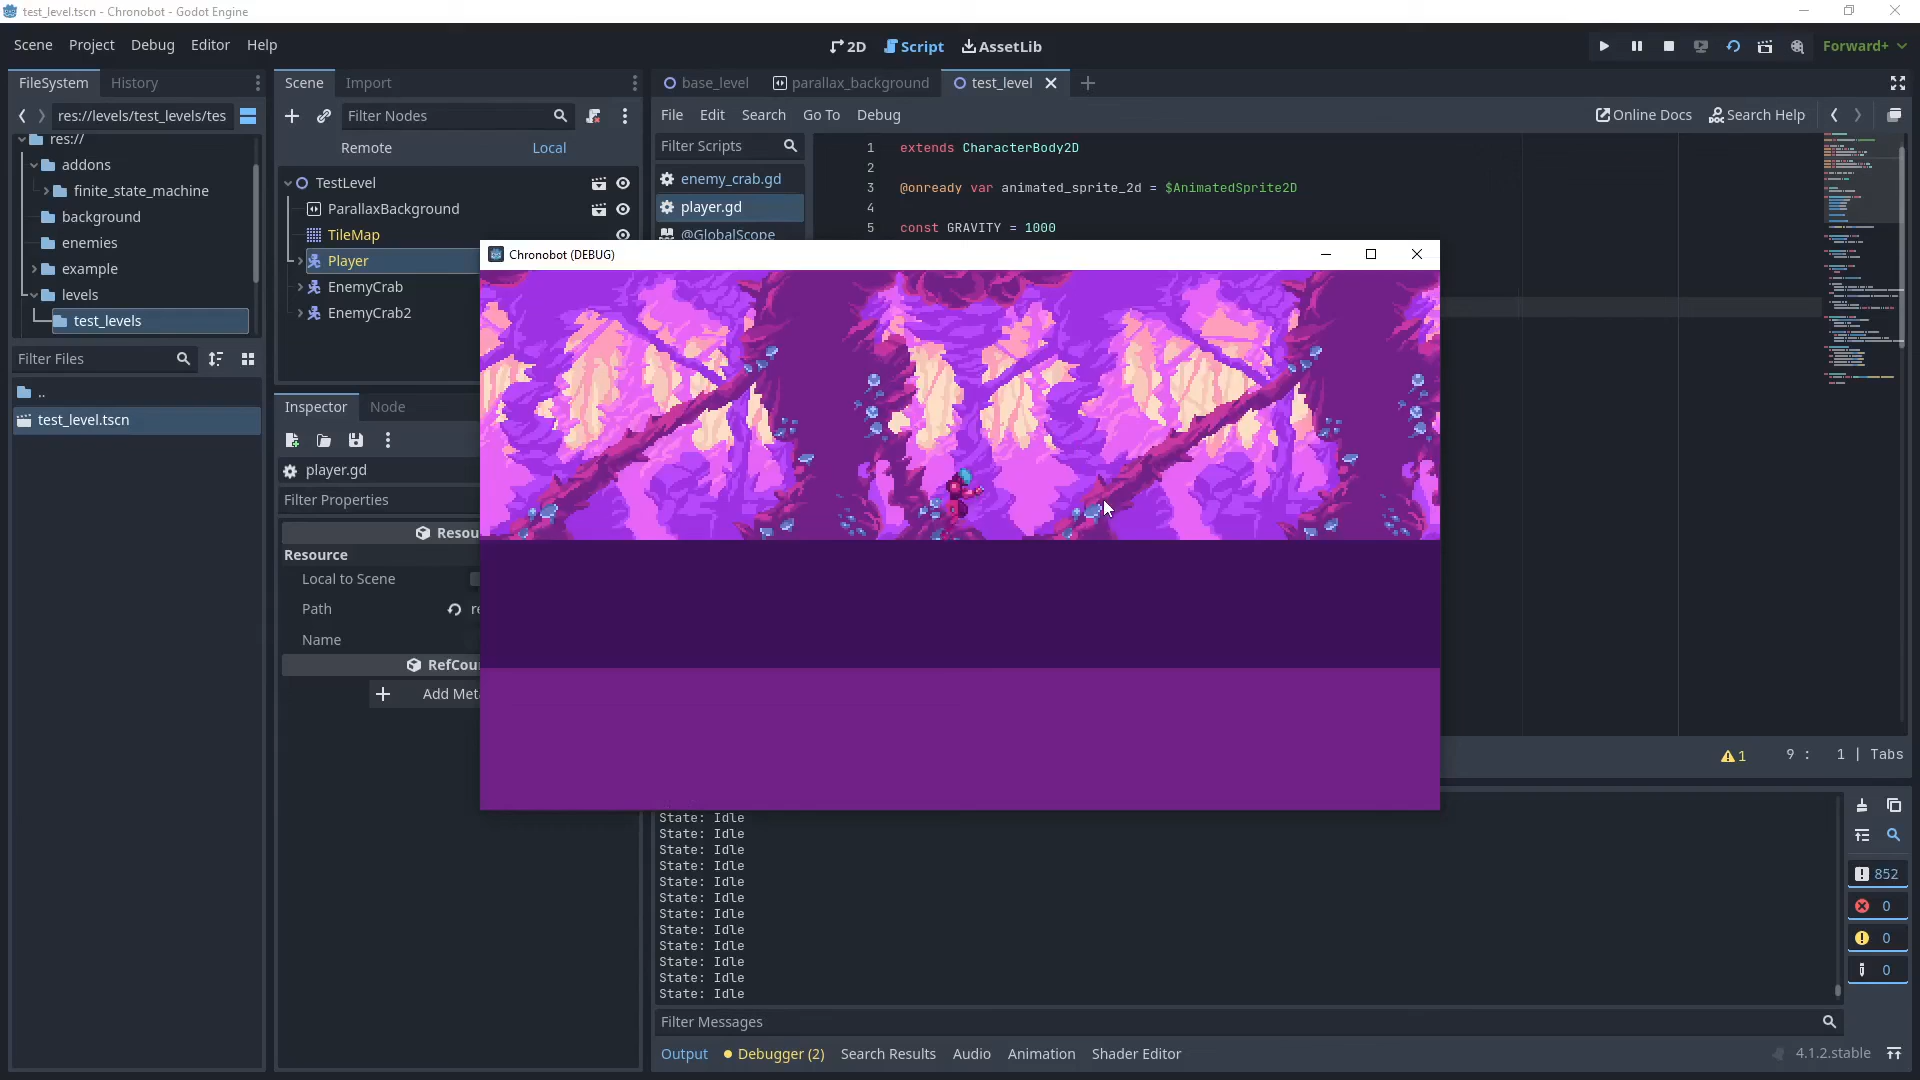 test_level.tscn - Chronobot - Godot Engine
Scene Project Debug Editor Help
2D Script AssetLib
Forward+
FileSystem History
Scene Import
base_level parallax_background test_level
res://levels/test_levels/tes
Filter Nodes
File Edit Search Go To Debug
Online Docs Search Help
res://
addons
finite_state_machine
background
enemies
example
levels
test_levels
Filter Files
..
test_level.tscn
Remote Local
TestLevel
ParallaxBackground
TileMap
Player
EnemyCrab
EnemyCrab2
Inspector Node
player.gd
Filter Properties
Resou
Resource
Local to Scene
Path re
Name
RefCou
Add Meta
Filter Scripts
enemy_crab.gd
player.gd
@GlobalScope
1 extends CharacterBody2D
2
3 @onready var animated_sprite_2d = $AnimatedSprite2D
4
5 const GRAVITY = 1000
Chronobot (DEBUG)
1 9 : 1 | Tabs
State: Idle
State: Idle
State: Idle
State: Idle
State: Idle
State: Idle
State: Idle
State: Idle
State: Idle
State: Idle
State: Idle
State: Idle
852
0
0
0
Filter Messages
Output Debugger (2) Search Results Audio Animation Shader Editor
4.1.2.stable